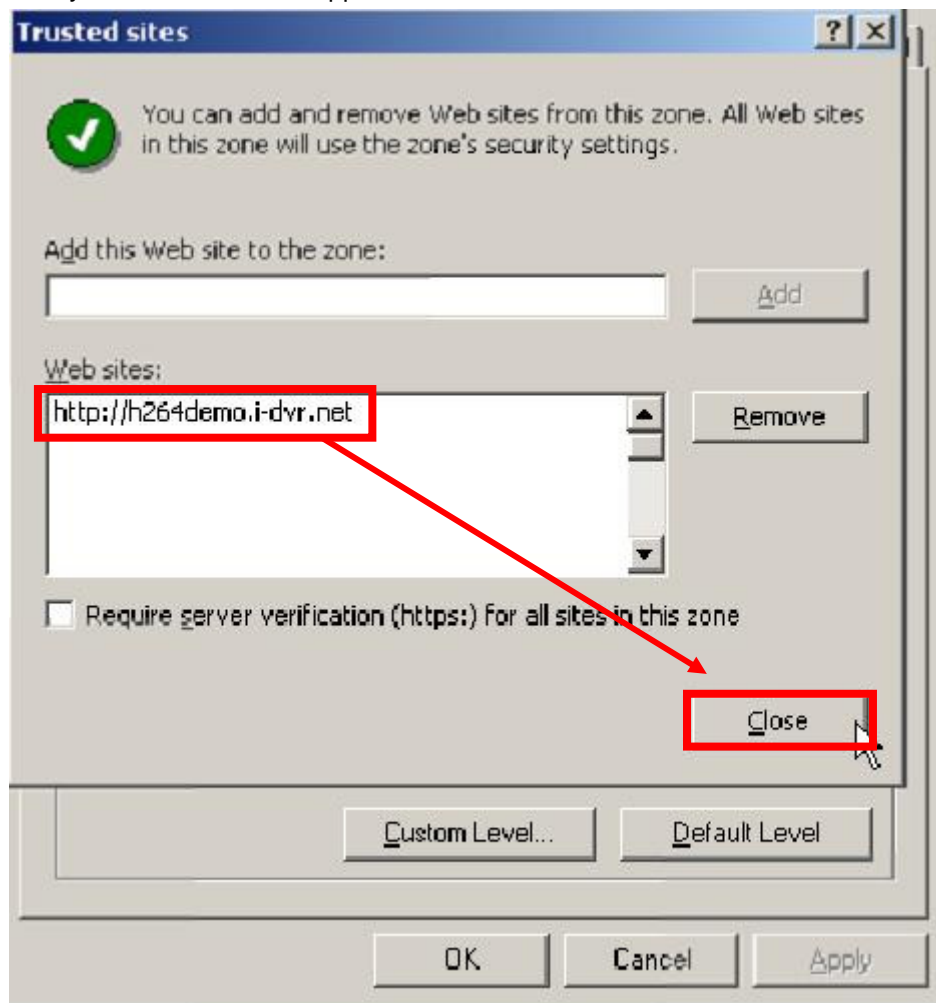 Trusted sites
You can add and remove Web sites from this zone. All Web sites
in this zone will use the zone's security settings.
Add this Web site to the zone:
Add
Web sites:
http://h264demo.i-dvr.net
Remove
Require server verification (https:) for all sites in this zone
Close
Custom Level...
Default Level
OK
Cancel
Apply